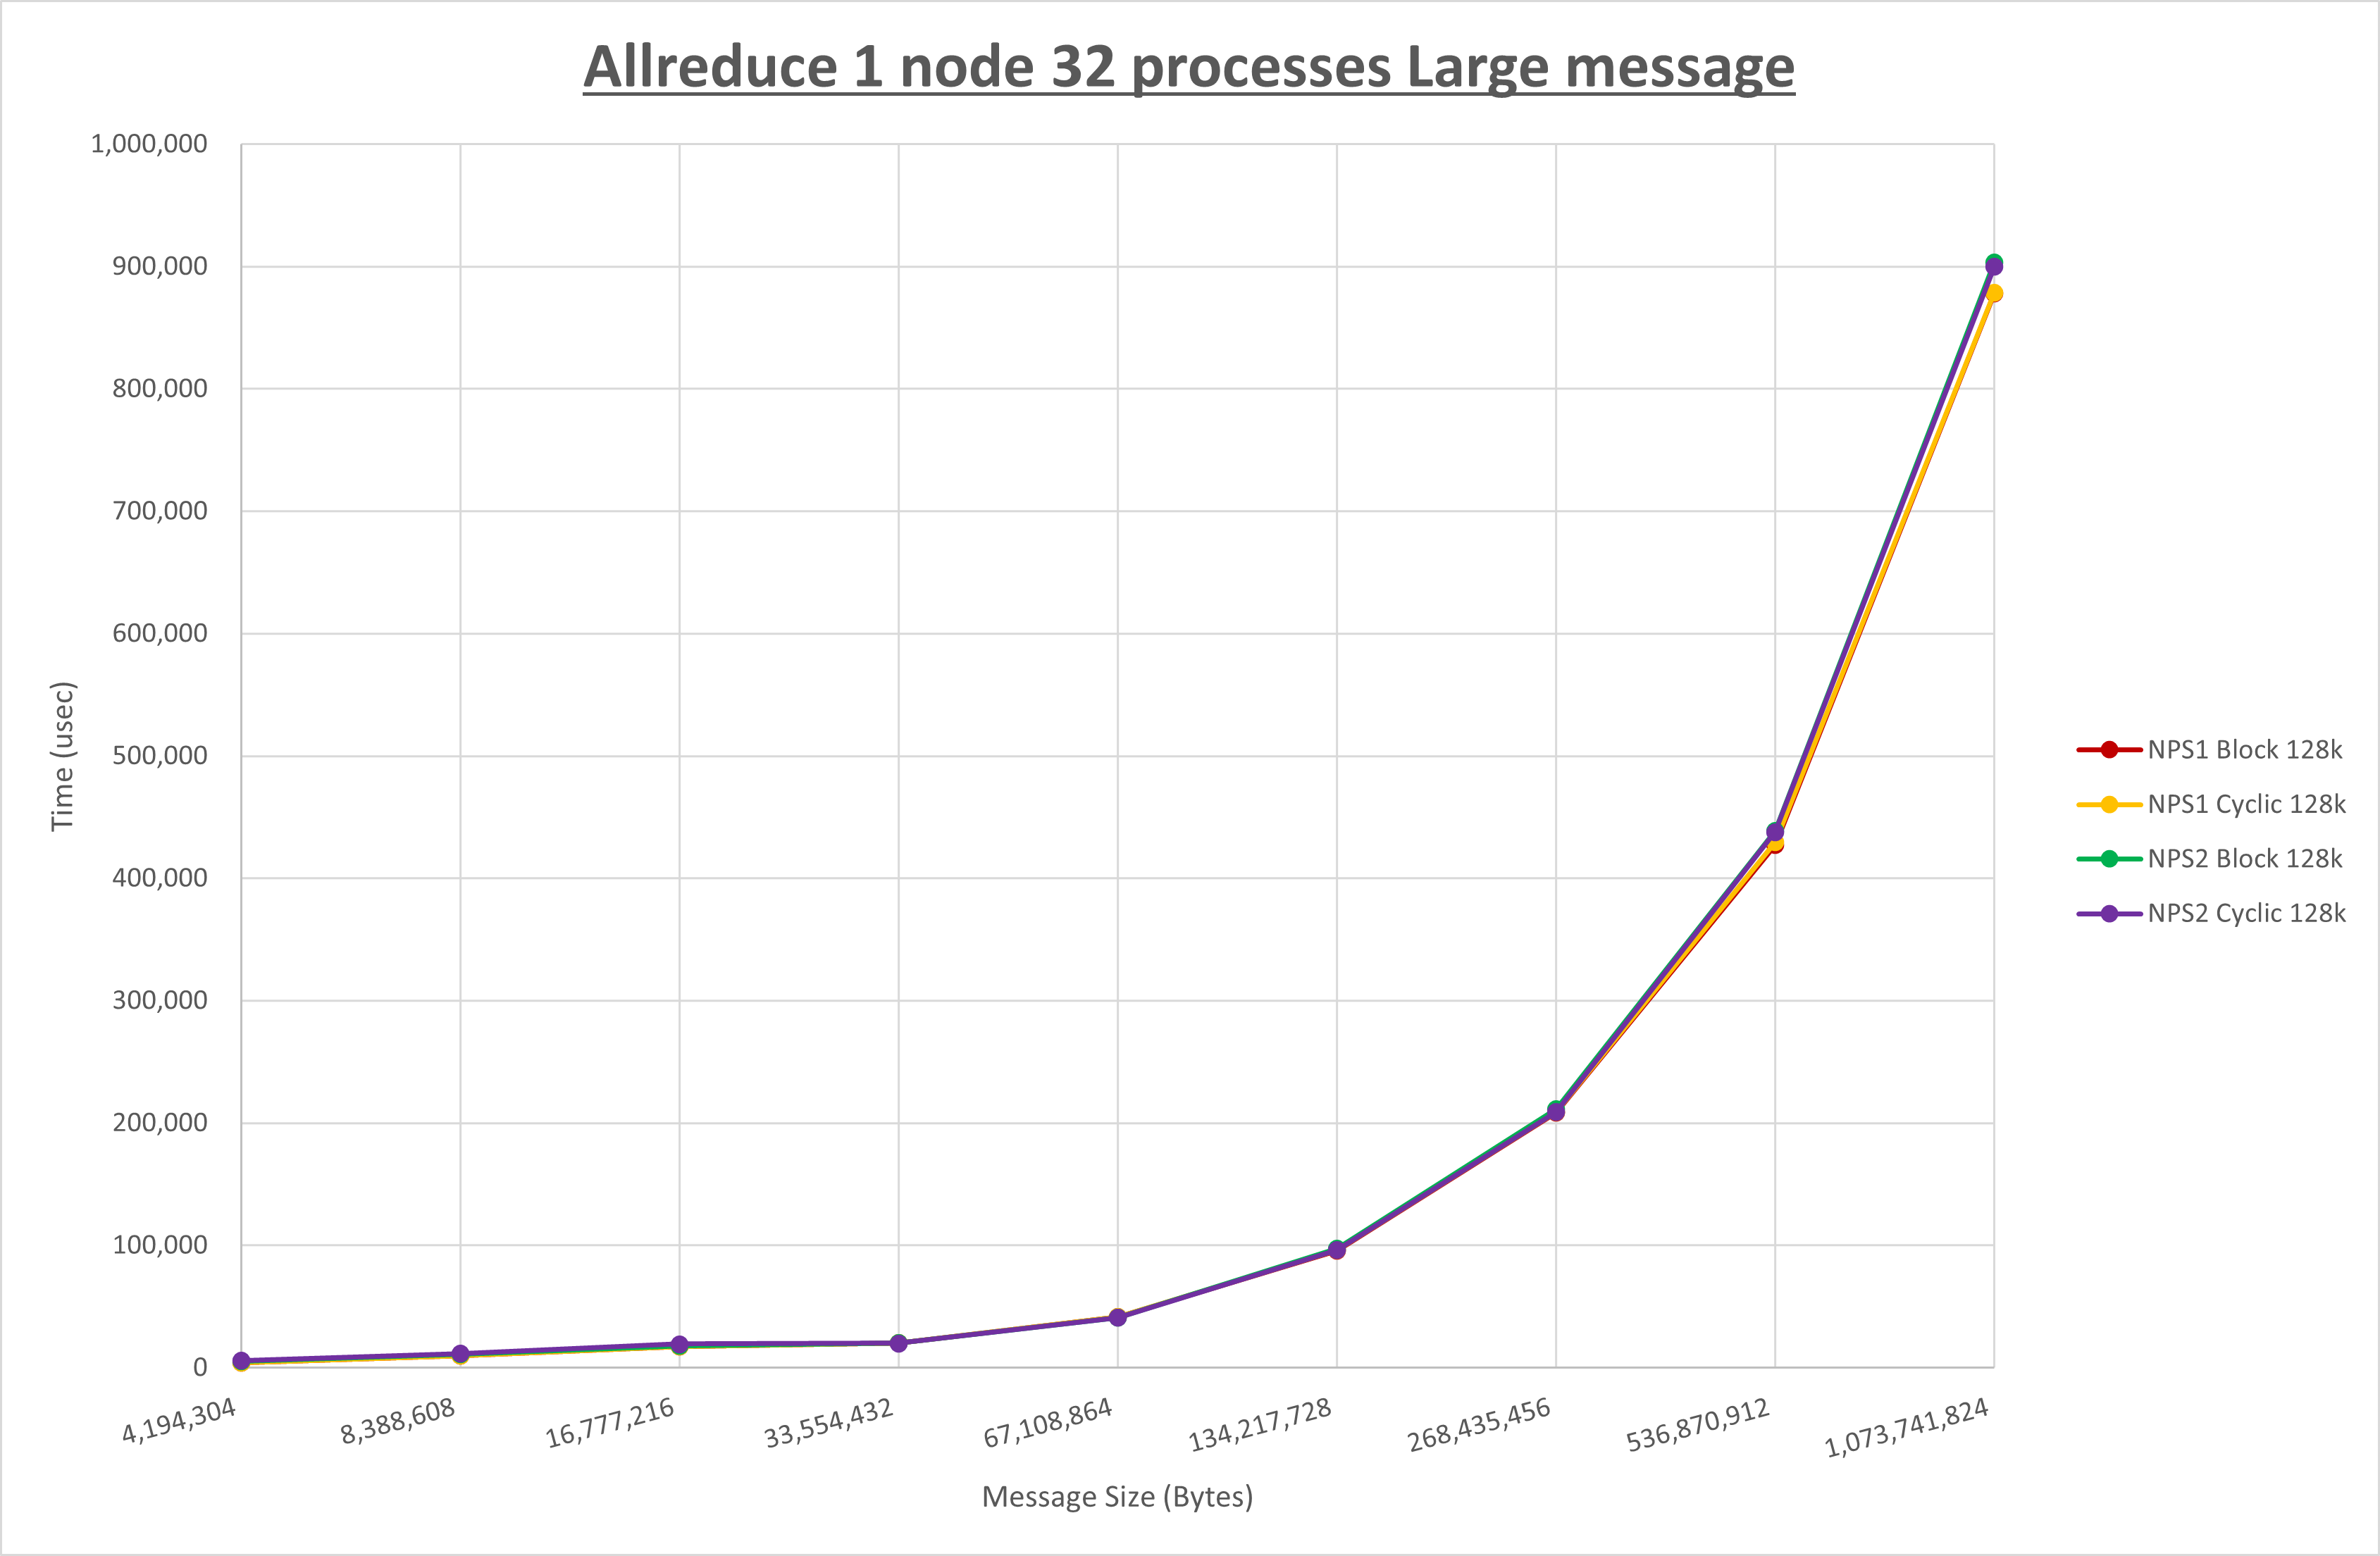 Allreduce 1 node 32 processes Large message
1,000,000
900,000
800,000
700,000
600,000
500,000
400,000
300,000
200,000
100,000
0
Time (usec)
4,194,304
8,388,608
16,777,216
33,554,432
67,108,864
134,217,728
268,435,456
536,870,912
1,073,741,824
Message Size (Bytes)
NPS1 Block 128k
NPS1 Cyclic 128k
NPS2 Block 128k
NPS2 Cyclic 128k